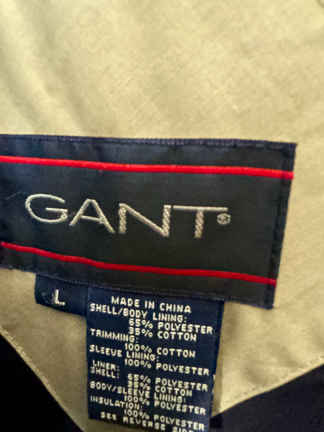 GANT®
L
MADE IN CHINA
SHELL/BODY LINING:
65% POLYESTER
35% COTTON
TRIMMING:
100% COTTON
SLEEVE LINING:
100% POLYESTER
LINER:
SHELL:
65% POLYESTER
35% COTTON
BODY/SLEEVE LINING:
100% POLYESTER
INSULATION:
100% POLYESTER
SEE REVERSE SIDE